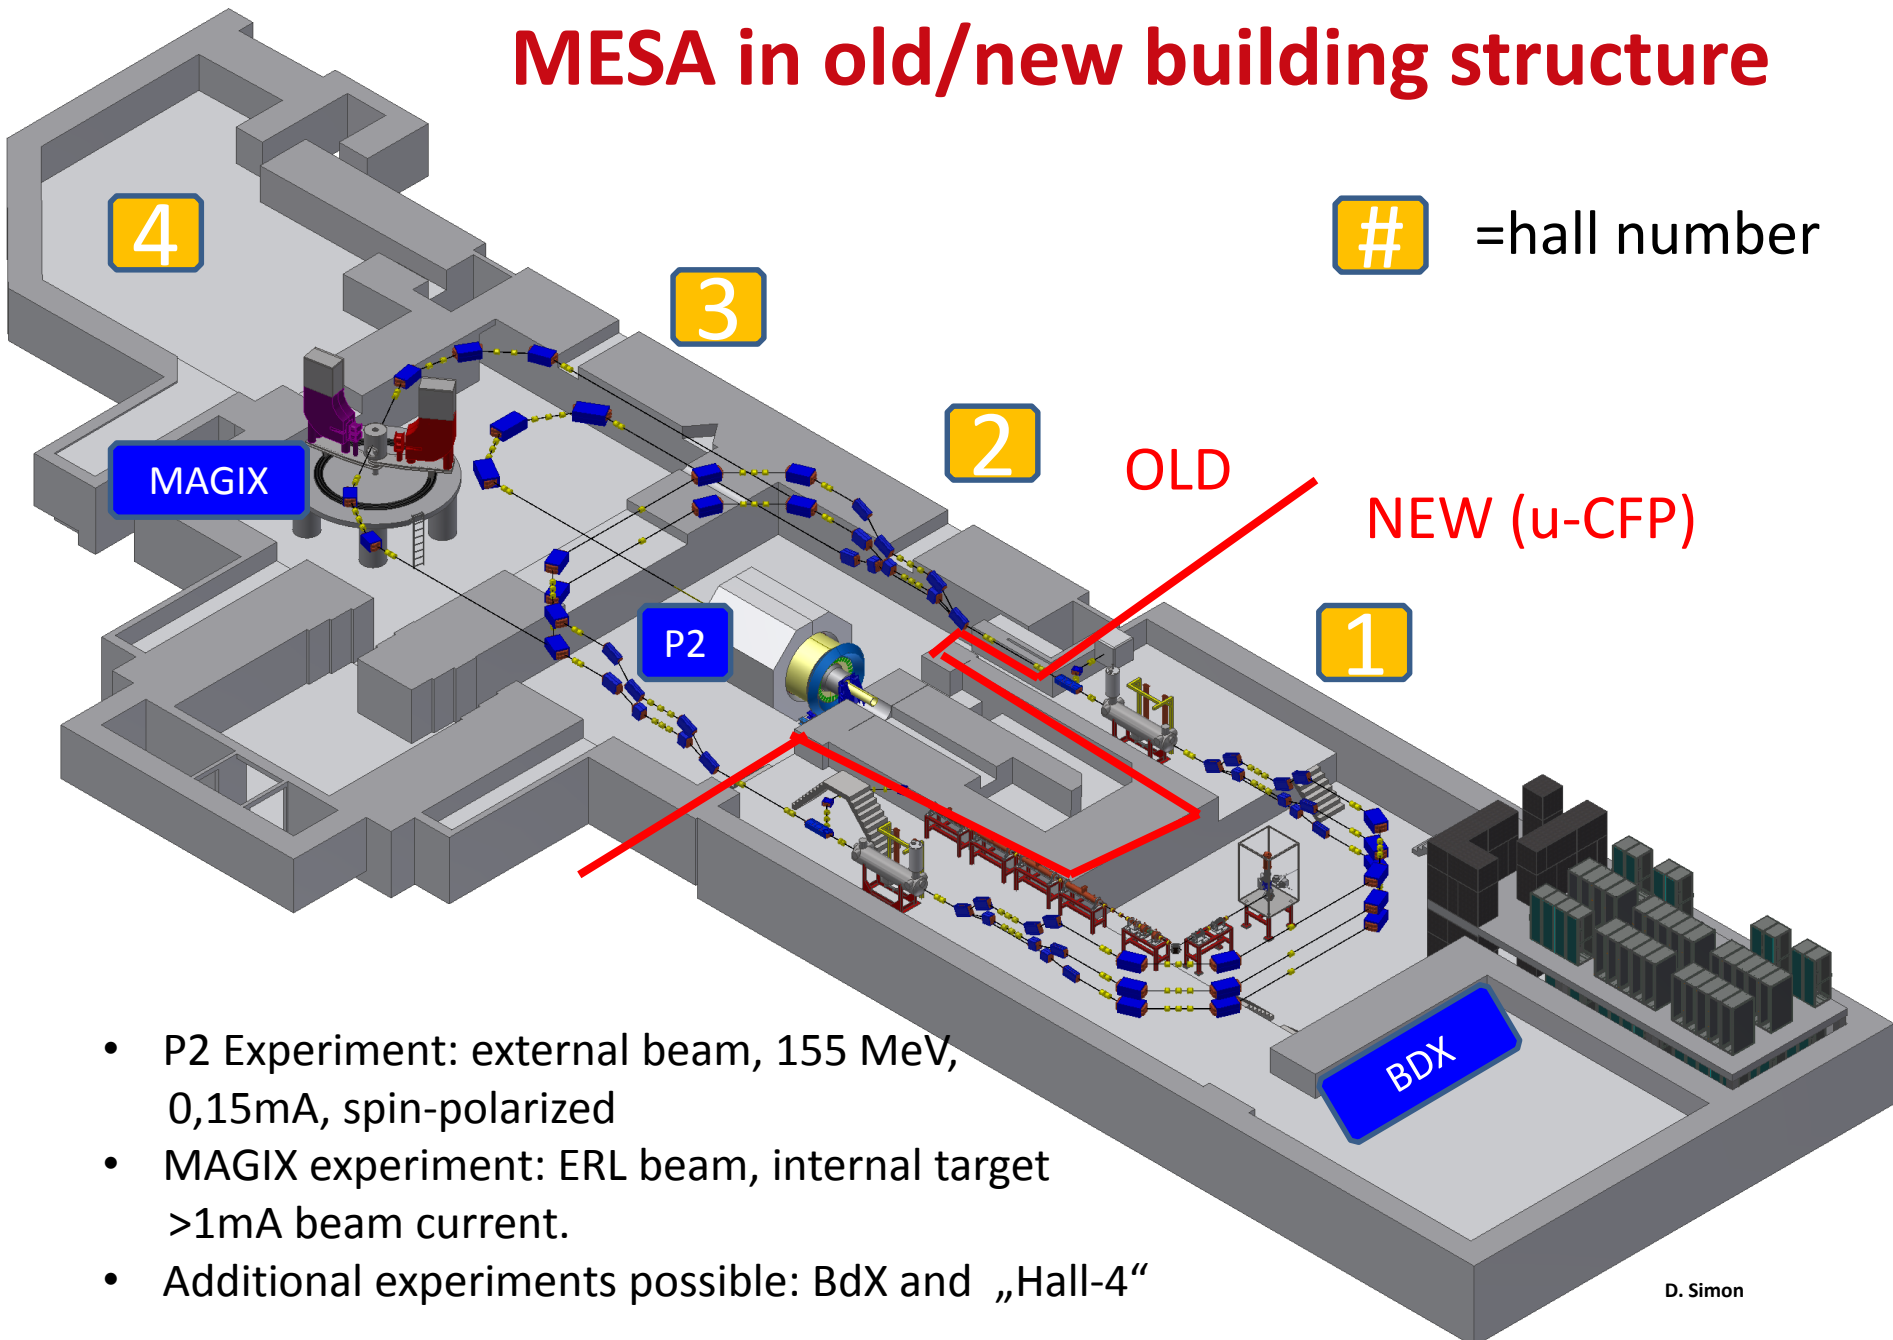 MESA in old/new building structure
4
#
=hall number
3
2
OLD
MAGIX
NEW (u-CFP)
P2
1
BDX
• P2 Experiment: external beam, 155 MeV,
0,15mA, spin-polarized
• MAGIX experiment: ERL beam, internal target
>1mA beam current.
• Additional experiments possible: BdX and „Hall-4“
D. Simon